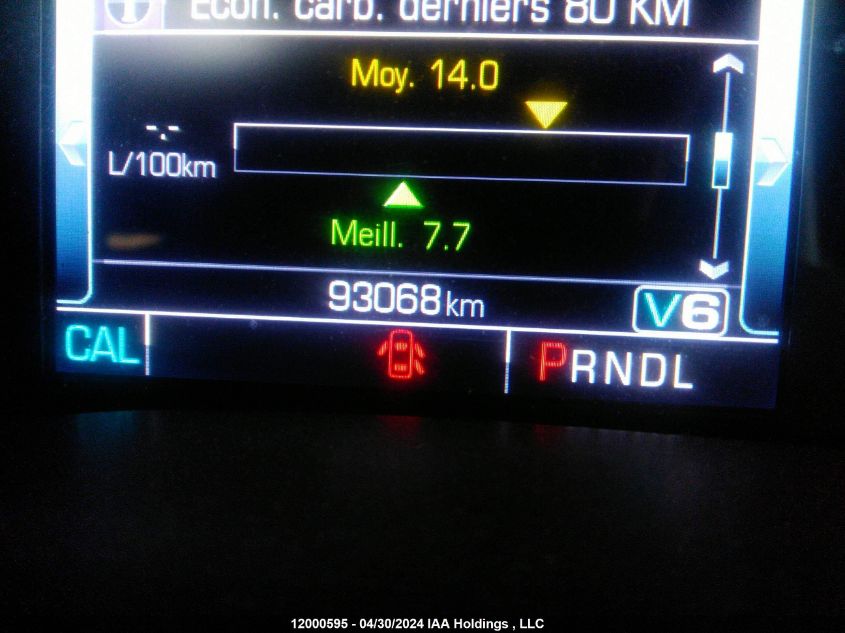 Écon. carb. derniers 80 KM
Moy. 14.0
-.-
L/100km
Meill. 7.7
93068 km
V6
CAL
PRNDL
12000595 - 04/30/2024 IAA Holdings , LLC